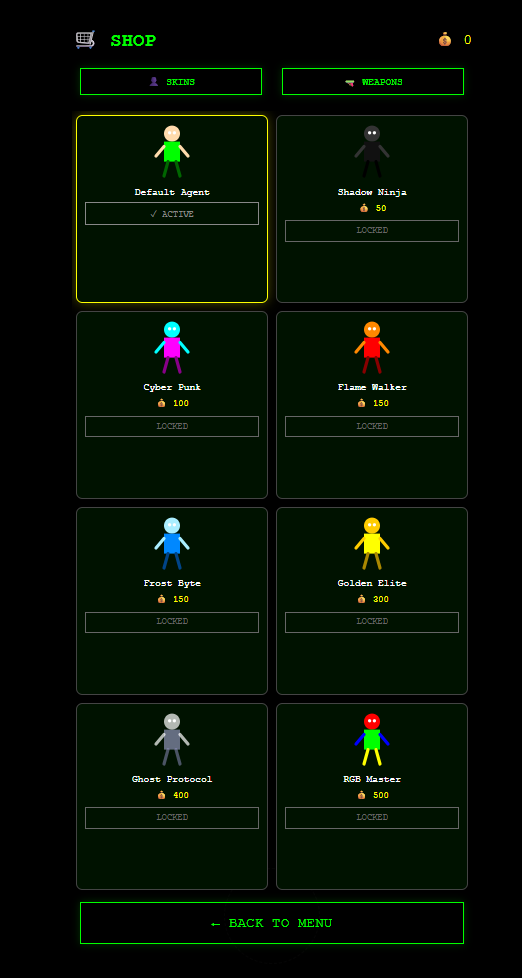 🛒 SHOP 💰 0
👤 SKINS 🔫 WEAPONS
Default Agent
✓ ACTIVE
Shadow Ninja
💰 50
LOCKED
Cyber Punk
💰 100
LOCKED
Flame Walker
💰 150
LOCKED
Frost Byte
💰 150
LOCKED
Golden Elite
💰 300
LOCKED
Ghost Protocol
💰 400
LOCKED
RGB Master
💰 500
LOCKED
← BACK TO MENU